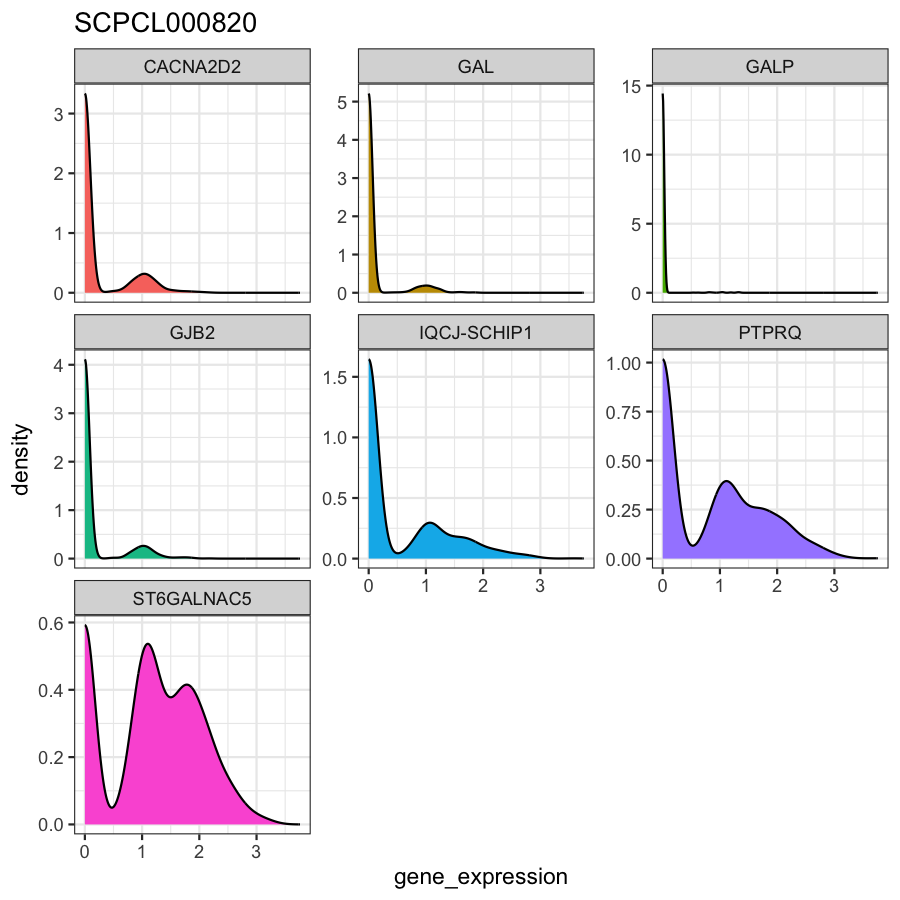 SCPCL000820
CACNA2D2
GAL
GALP
3
2
1
0
5
4
3
2
1
0
15
10
5
0
GJB2
IQCJ-SCHIP1
PTPRQ
4
3
2
1
0
1.5
1.0
0.5
0.0
1.00
0.75
0.50
0.25
0.00
0 1 2 3
0 1 2 3
density
ST6GALNAC5
0.6
0.4
0.2
0.0
0 1 2 3
gene_expression